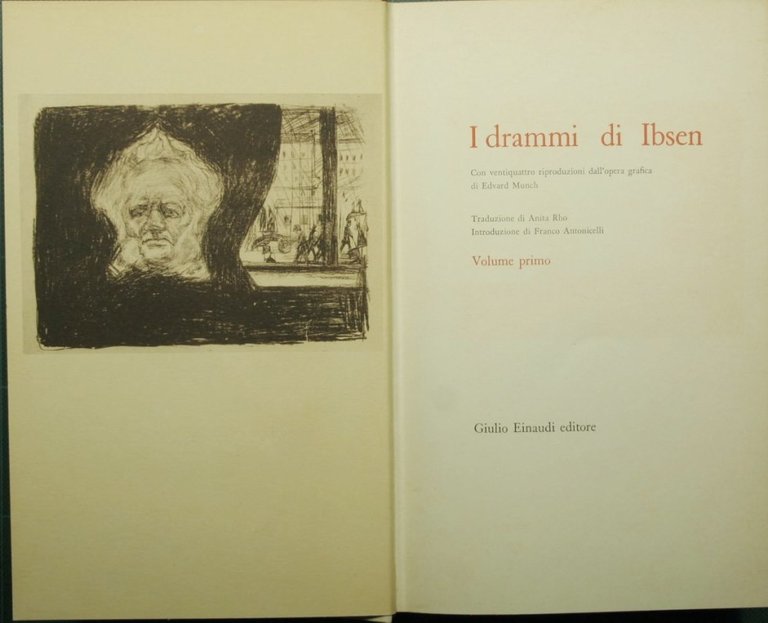 I drammi di Ibsen
Con ventiquattro riproduzioni dall'opera grafica
di Edvard Munch
Traduzione di Anita Rho
Introduzione di Franco Antonicelli
Volume primo
Giulio Einaudi editore